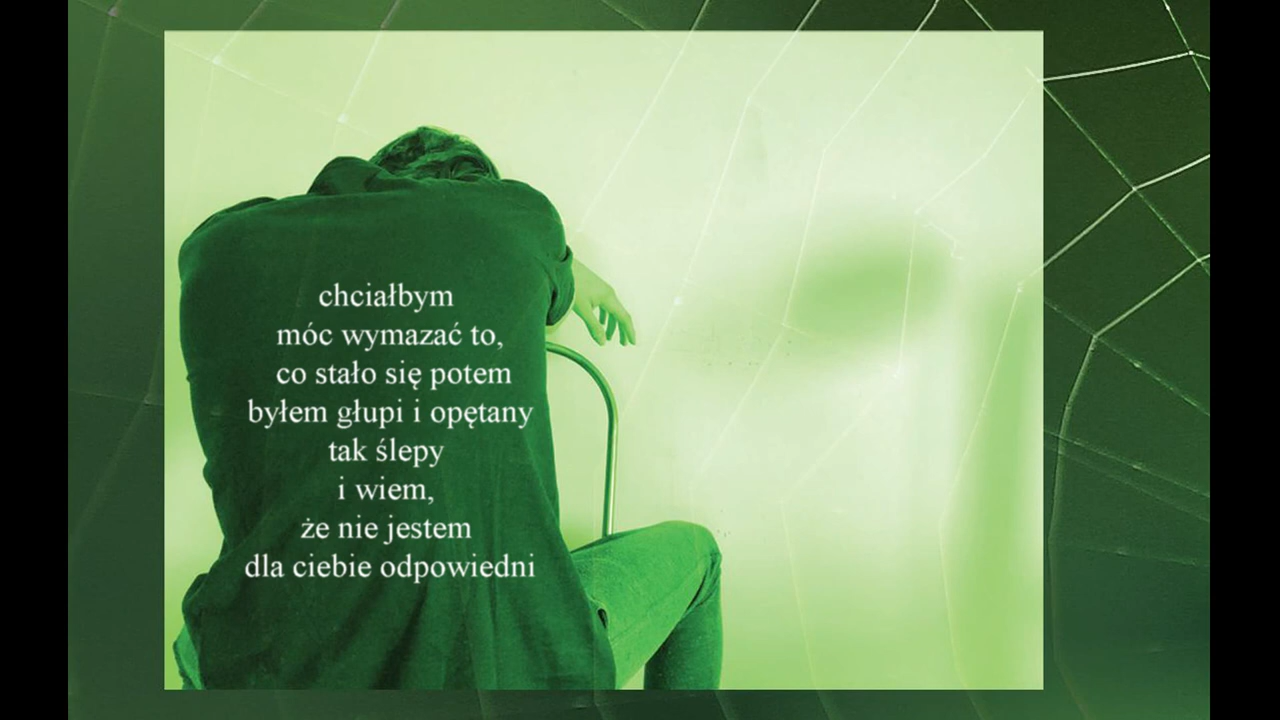 chciałbym
móc wymazać to,
co stało się potem
byłem głupi i opętany
tak ślepy
i wiem,
że nie jestem
dla ciebie odpowiedni